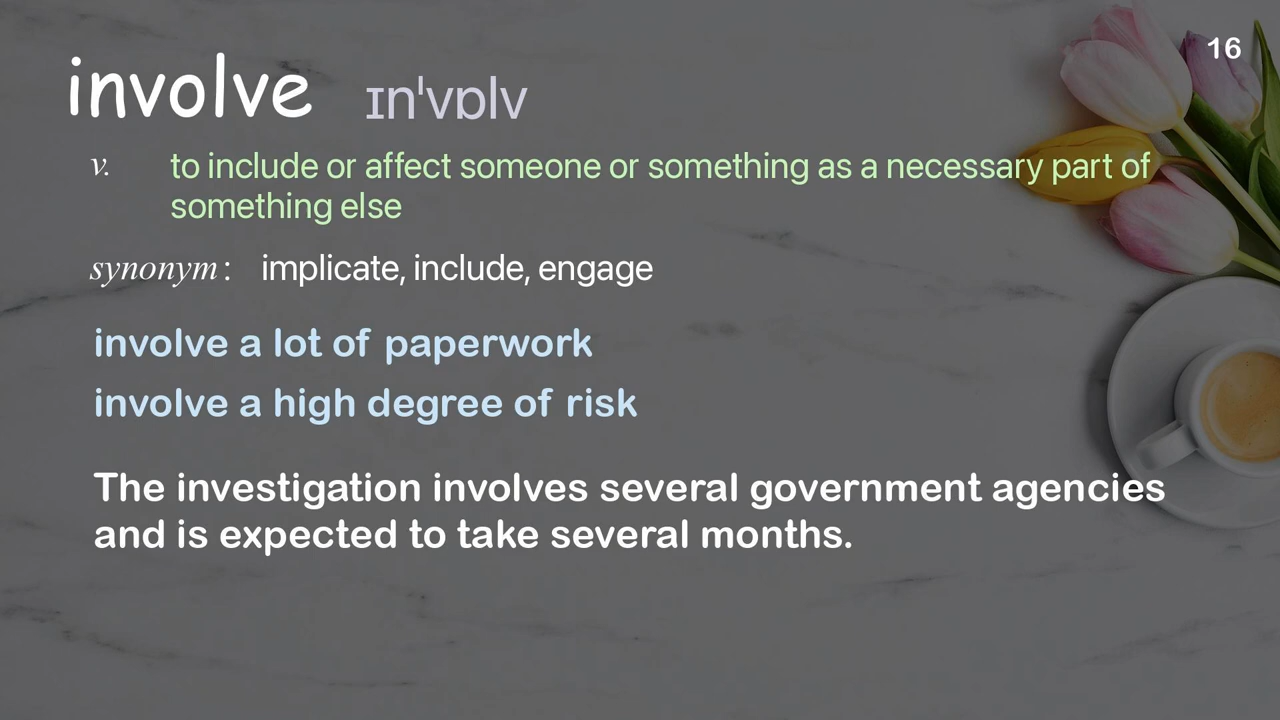 16
involve ɪnˈvɒlv
v. to include or affect someone or something as a necessary part of
something else
synonym : implicate, include, engage
involve a lot of paperwork
involve a high degree of risk
The investigation involves several government agencies
and is expected to take several months.